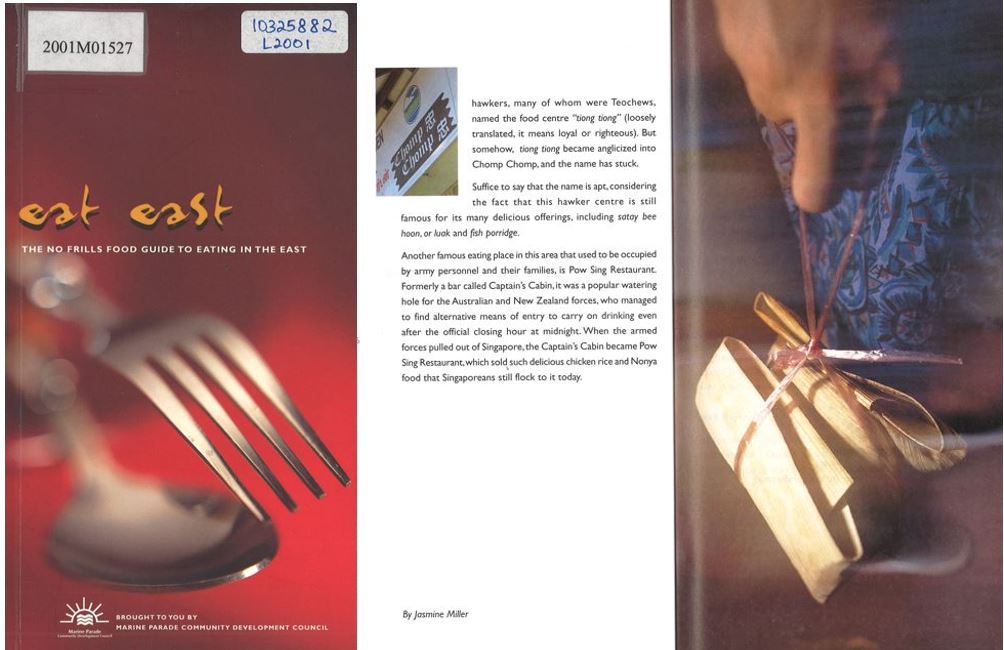 2001M01527
10325882
L2001
eat east
THE NO FRILLS FOOD GUIDE TO EATING IN THE EAST
Marine Parade
Community Development Council
BROUGHT TO YOU BY
MARINE PARADE COMMUNITY DEVELOPMENT COUNCIL
Chomp
Chomp
hawkers, many of whom were Teochews,
named the food centre “tiong tiong” (loosely
translated, it means loyal or righteous). But
somehow, tiong tiong became anglicized into
Chomp Chomp, and the name has stuck.
Suffice to say that the name is apt, considering
the fact that this hawker centre is still
famous for its many delicious offerings, including satay bee
hoon, or luak and fish porridge.
Another famous eating place in this area that used to be occupied
by army personnel and their families, is Pow Sing Restaurant.
Formerly a bar called Captain’s Cabin, it was a popular watering
hole for the Australian and New Zealand forces, who managed
to find alternative means of entry to carry on drinking even
after the official closing hour at midnight. When the armed
forces pulled out of Singapore, the Captain’s Cabin became Pow
Sing Restaurant, which sold such delicious chicken rice and Nonya
food that Singaporeans still flock to it today.
By Jasmine Miller